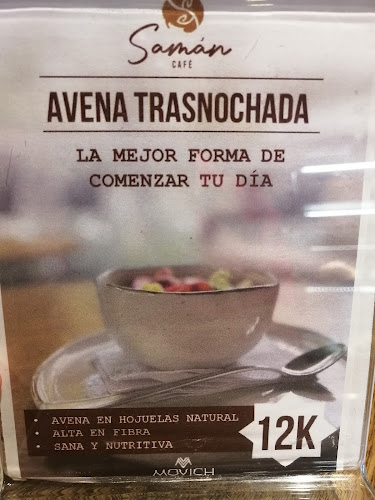 Samán
CAFÉ
AVENA TRASNOCHADA
LA MEJOR FORMA DE
COMENZAR TU DÍA
• AVENA EN HOJUELAS NATURAL
• ALTA EN FIBRA
• SANA Y NUTRITIVA
12K
MOVICH